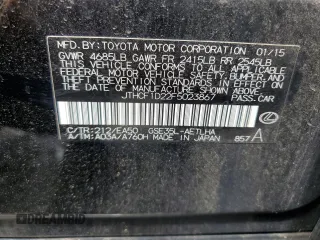 MFD.BY:TOYOTA MOTOR CORPORATION 01/15
GVWR 4685LB GAWR FR 2415LB RR 2545LB
THIS VEHICLE CONFORMS TO ALL APPLICABLE
FEDERAL MOTOR VEHICLE SAFETY, BUMPER, AND
THEFT PREVENTION STANDARDS IN EFFECT ON
THE DATE OF MANUFACTURE SHOWN ABOVE.
JTHCF1D22F5023867 PASS.CAR
C/TR:212/EA50 GSE35L-AETLHA
A/TM:A03A/A760H MADE IN JAPAN 857 A